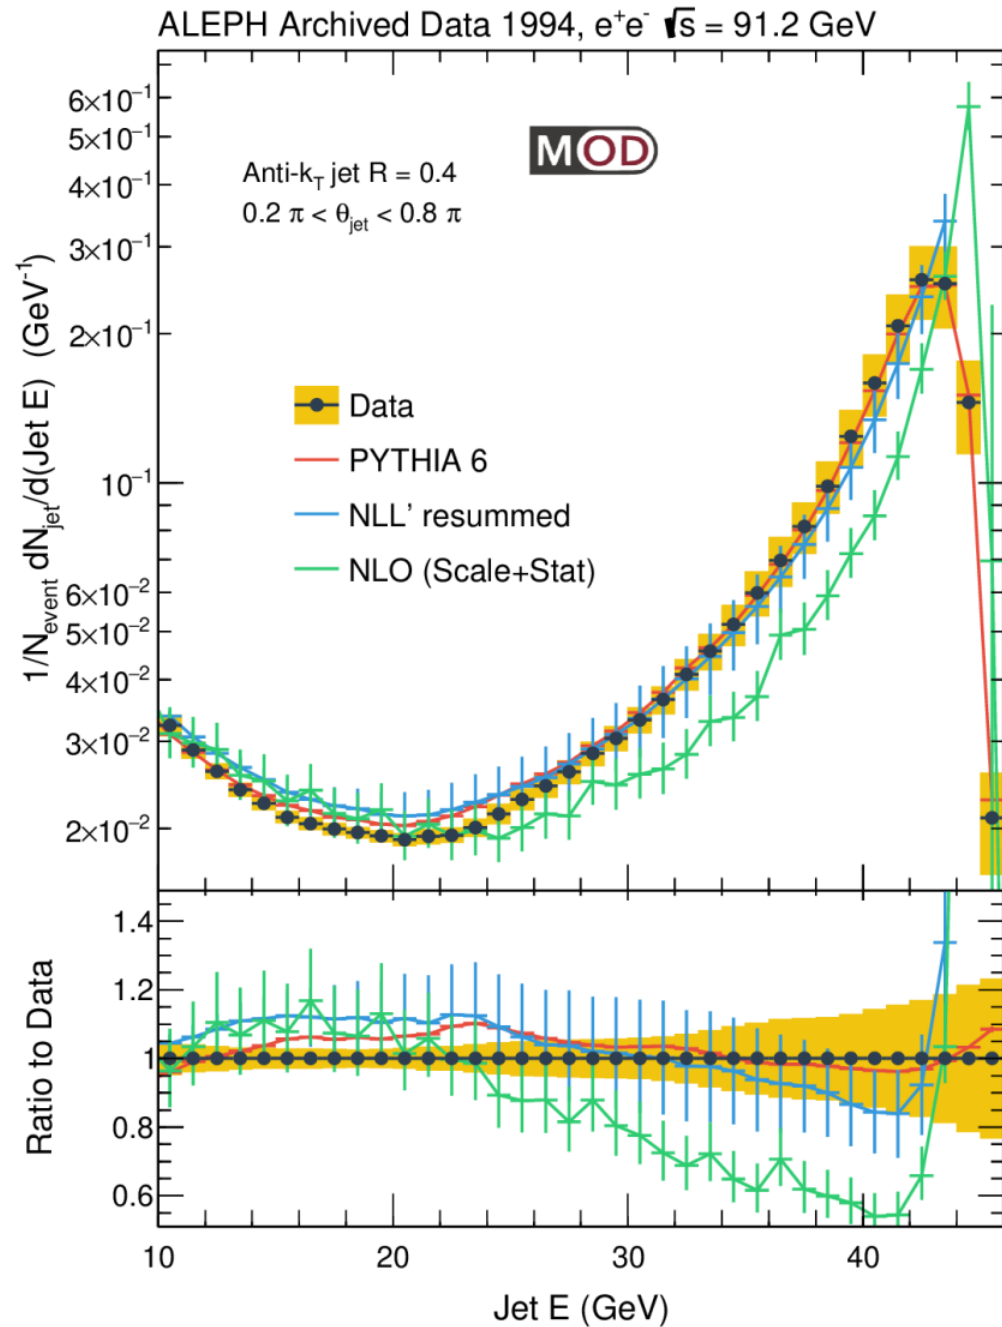 ALEPH Archived Data 1994, e⁺e⁻ √s = 91.2 GeV
6×10⁻¹
5×10⁻¹
4×10⁻¹
3×10⁻¹
2×10⁻¹
10⁻¹
6×10⁻²
5×10⁻²
4×10⁻²
3×10⁻²
2×10⁻²
1/N_event dN_jet/d(Jet E) (GeV⁻¹)
MOD
Anti-k_T jet R = 0.4
0.2 π < θ_jet < 0.8 π
Data
PYTHIA 6
NLL' resummed
NLO (Scale+Stat)
1.4
1.2
1
0.8
0.6
Ratio to Data
10 20 30 40
Jet E (GeV)